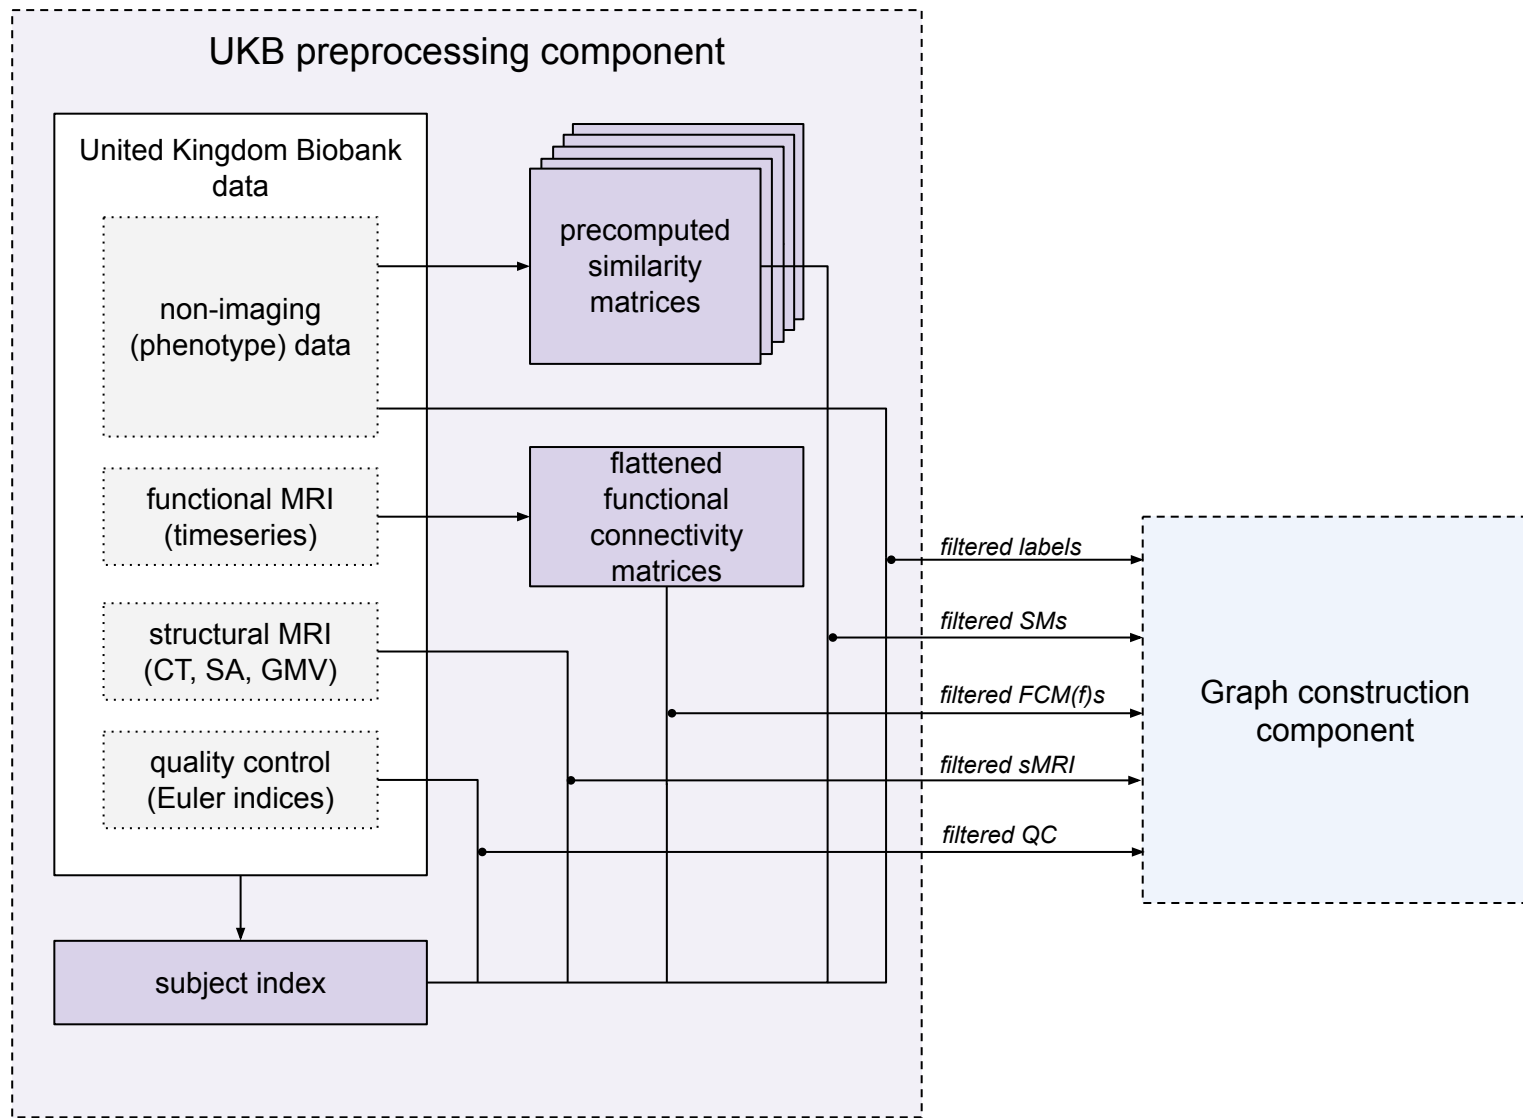 UKB preprocessing component
United Kingdom Biobank
data
non-imaging
(phenotype) data
functional MRI
(timeseries)
structural MRI
(CT, SA, GMV)
quality control
(Euler indices)
subject index
precomputed
similarity
matrices
flattened
functional
connectivity
matrices
filtered labels
filtered SMs
filtered FCM(f)s
filtered sMRI
filtered QC
Graph construction
component